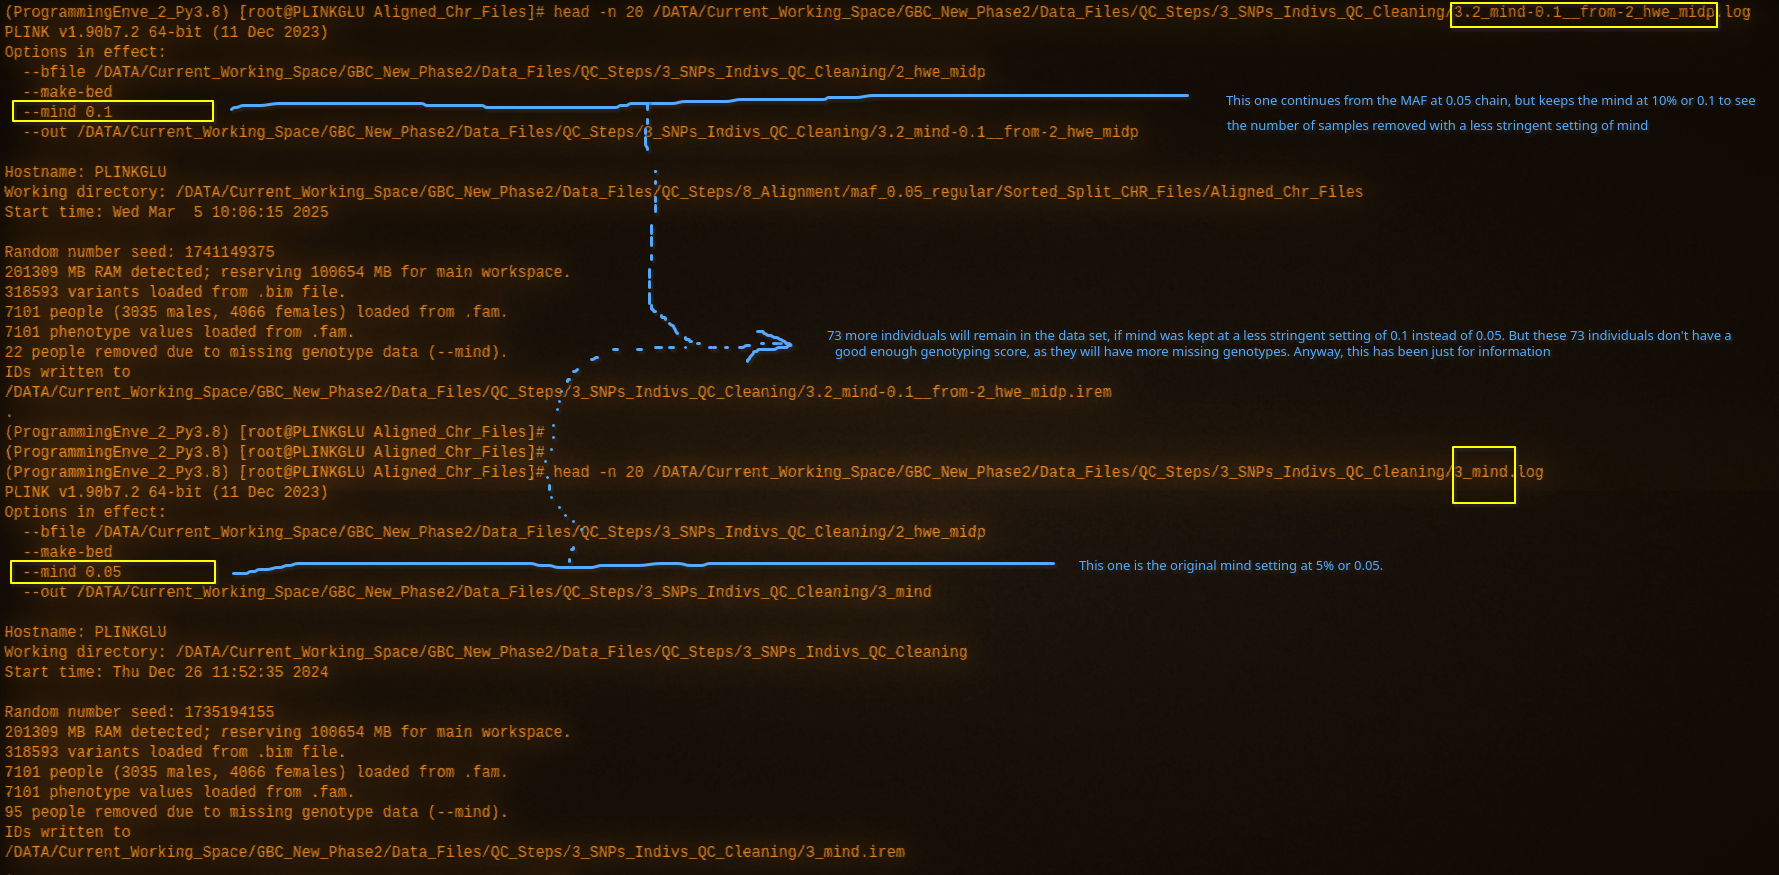 (ProgrammingEnve_2_Py3.8) [root@PLINKGLU Aligned_Chr_Files]# head -n 20 /DATA/Current_Working_Space/GBC_New_Phase2/Data_Files/QC_Steps/3_SNPs_Indivs_QC_Cleaning/3.2_mind-0.1__from-2_hwe_midp.log
PLINK v1.90b7.2 64-bit (11 Dec 2023)
Options in effect:
  --bfile /DATA/Current_Working_Space/GBC_New_Phase2/Data_Files/QC_Steps/3_SNPs_Indivs_QC_Cleaning/2_hwe_midp
  --make-bed
  --mind 0.1
This one continues from the MAF at 0.05 chain, but keeps the mind at 10% or 0.1 to see
the number of samples removed with a less stringent setting of mind
  --out /DATA/Current_Working_Space/GBC_New_Phase2/Data_Files/QC_Steps/3_SNPs_Indivs_QC_Cleaning/3.2_mind-0.1__from-2_hwe_midp
Hostname: PLINKGLU
Working directory: /DATA/Current_Working_Space/GBC_New_Phase2/Data_Files/QC_Steps/8_Alignment/maf_0.05_regular/Sorted_Split_CHR_Files/Aligned_Chr_Files
Start time: Wed Mar  5 10:06:15 2025
Random number seed: 1741149375
201309 MB RAM detected; reserving 100654 MB for main workspace.
318593 variants loaded from .bim file.
7101 people (3035 males, 4066 females) loaded from .fam.
7101 phenotype values loaded from .fam.
22 people removed due to missing genotype data (--mind).
73 more individuals will remain in the data set, if mind was kept at a less stringent setting of 0.1 instead of 0.05. But these 73 individuals don't have a
good enough genotyping score, as they will have more missing genotypes. Anyway, this has been just for information
IDs written to
/DATA/Current_Working_Space/GBC_New_Phase2/Data_Files/QC_Steps/3_SNPs_Indivs_QC_Cleaning/3.2_mind-0.1__from-2_hwe_midp.irem
.
(ProgrammingEnve_2_Py3.8) [root@PLINKGLU Aligned_Chr_Files]#
(ProgrammingEnve_2_Py3.8) [root@PLINKGLU Aligned_Chr_Files]#
(ProgrammingEnve_2_Py3.8) [root@PLINKGLU Aligned_Chr_Files]# head -n 20 /DATA/Current_Working_Space/GBC_New_Phase2/Data_Files/QC_Steps/3_SNPs_Indivs_QC_Cleaning/3_mind.log
PLINK v1.90b7.2 64-bit (11 Dec 2023)
Options in effect:
  --bfile /DATA/Current_Working_Space/GBC_New_Phase2/Data_Files/QC_Steps/3_SNPs_Indivs_QC_Cleaning/2_hwe_midp
  --make-bed
  --mind 0.05
This one is the original mind setting at 5% or 0.05.
  --out /DATA/Current_Working_Space/GBC_New_Phase2/Data_Files/QC_Steps/3_SNPs_Indivs_QC_Cleaning/3_mind
Hostname: PLINKGLU
Working directory: /DATA/Current_Working_Space/GBC_New_Phase2/Data_Files/QC_Steps/3_SNPs_Indivs_QC_Cleaning
Start time: Thu Dec 26 11:52:35 2024
Random number seed: 1735194155
201309 MB RAM detected; reserving 100654 MB for main workspace.
318593 variants loaded from .bim file.
7101 people (3035 males, 4066 females) loaded from .fam.
7101 phenotype values loaded from .fam.
95 people removed due to missing genotype data (--mind).
IDs written to
/DATA/Current_Working_Space/GBC_New_Phase2/Data_Files/QC_Steps/3_SNPs_Indivs_QC_Cleaning/3_mind.irem